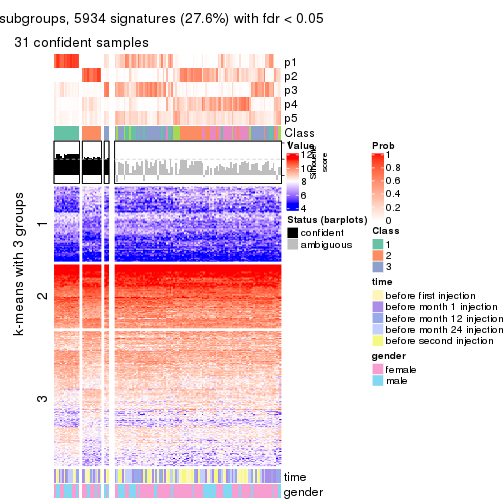 subgroups, 5934 signatures (27.6%) with fdr < 0.05
31 confident samples
p1
p2
p3
p4
p5
Class
Silhouette score
k-means with 3 groups
1
2
3
time
gender
Value
12
10
8
6
4
Status (barplots)
confident
ambiguous
Prob
1
0.8
0.6
0.4
0.2
0
Class
1
2
3
time
before first injection
before month 1 injection
before month 12 injection
before month 24 injection
before second injection
gender
female
male